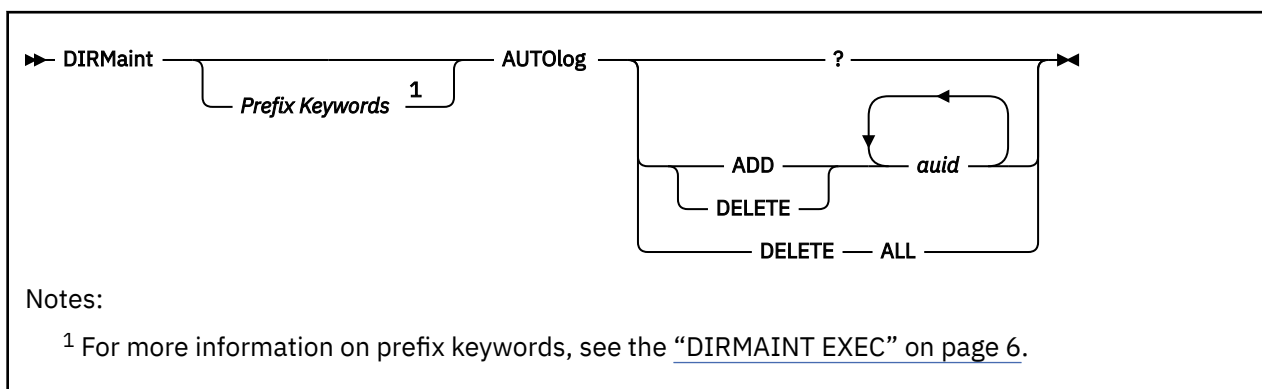 DIRMaint Prefix Keywords 1 AUTOlog ?
ADD auid
DELETE
DELETE ALL
Notes:
1 For more information on prefix keywords, see the “DIRMAINT EXEC” on page 6.